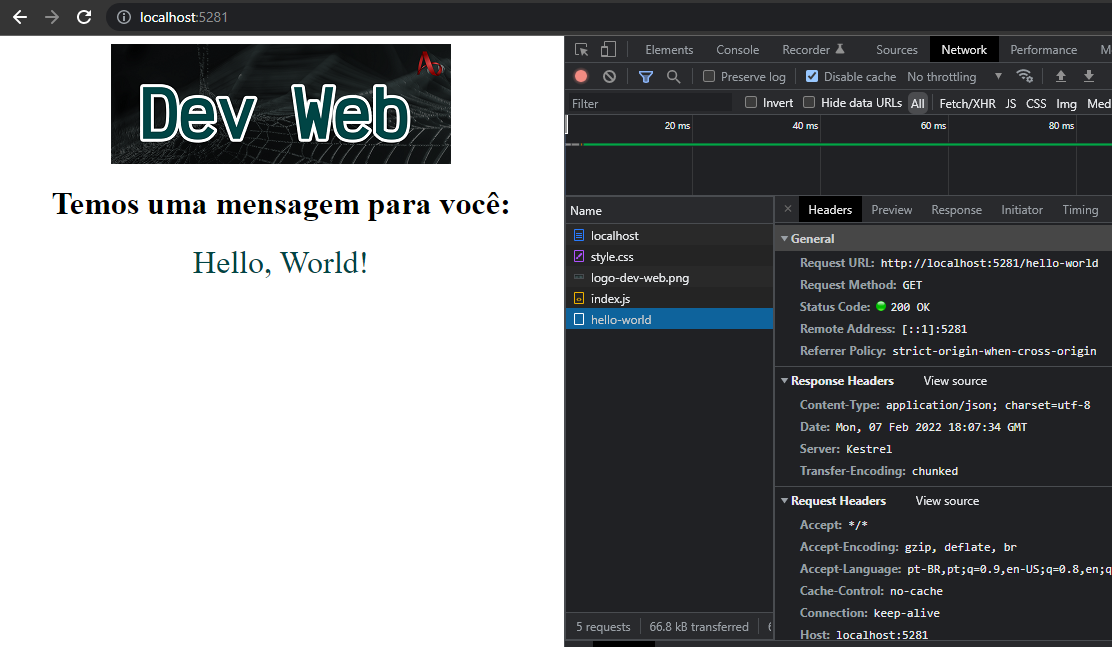 localhost:5281
Dev Web
Temos uma mensagem para você:
Hello, World!
Elements Console Recorder Sources Network Performance M
Preserve log Disable cache No throttling
Filter Invert Hide data URLs All Fetch/XHR JS CSS Img Med
20 ms 40 ms 60 ms 80 ms
Name
localhost
style.css
logo-dev-web.png
index.js
hello-world
5 requests 66.8 kB transferred 6
× Headers Preview Response Initiator Timing
General
Request URL: http://localhost:5281/hello-world
Request Method: GET
Status Code: 200 OK
Remote Address: [::1]:5281
Referrer Policy: strict-origin-when-cross-origin
Response Headers View source
Content-Type: application/json; charset=utf-8
Date: Mon, 07 Feb 2022 18:07:34 GMT
Server: Kestrel
Transfer-Encoding: chunked
Request Headers View source
Accept: */*
Accept-Encoding: gzip, deflate, br
Accept-Language: pt-BR,pt;q=0.9,en-US;q=0.8,en;q
Cache-Control: no-cache
Connection: keep-alive
Host: localhost:5281